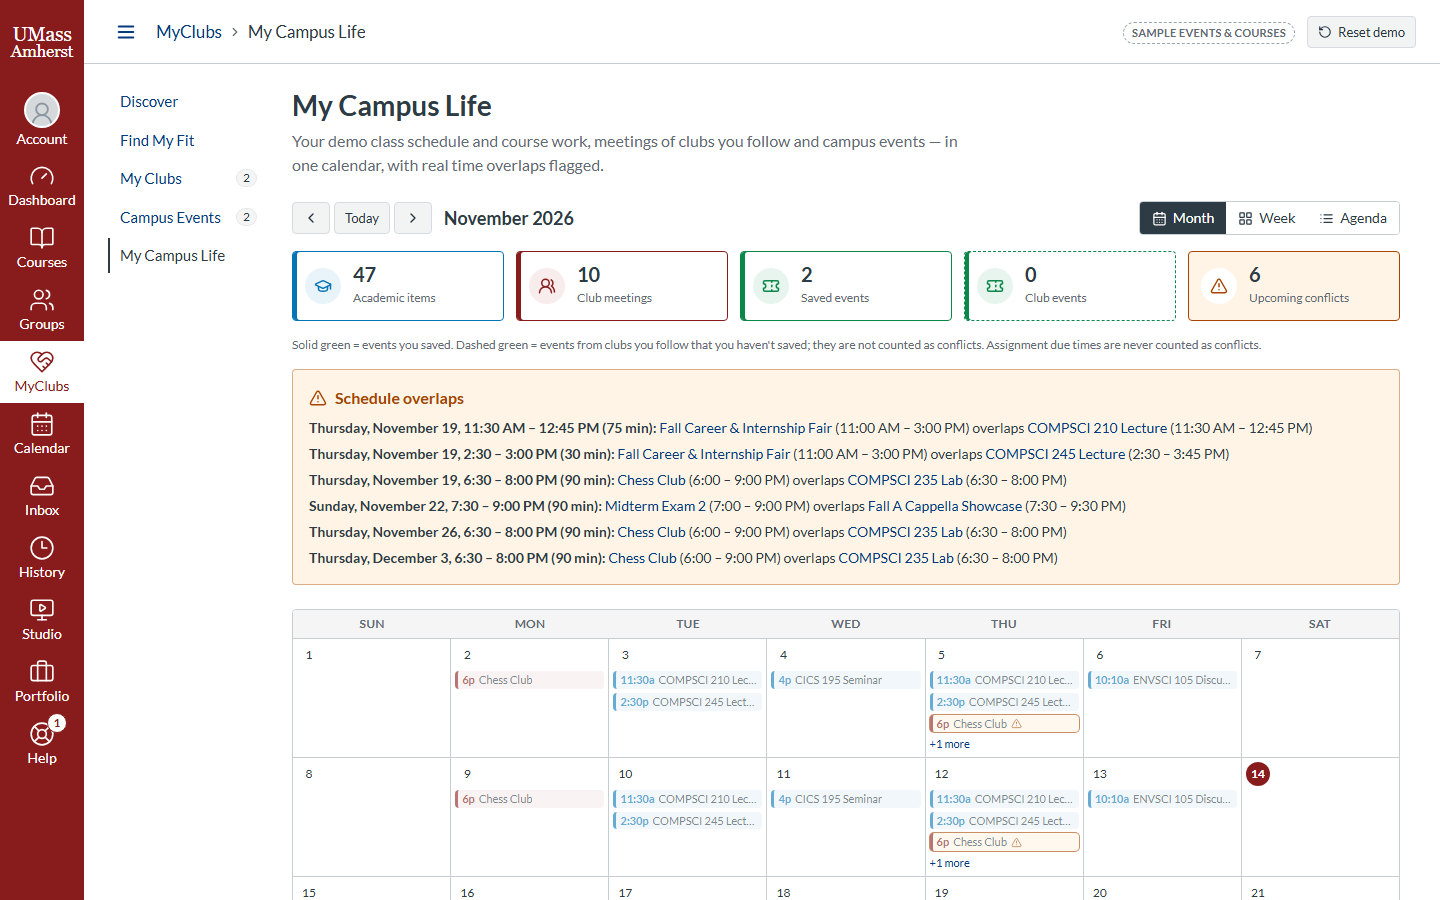 UMass
Amherst
Account
Dashboard
Courses
Groups
MyClubs
Calendar
Inbox
History
Studio
Portfolio
1
Help
MyClubs › My Campus Life
SAMPLE EVENTS & COURSES
Reset demo
Discover
Find My Fit
My Clubs 2
Campus Events 2
My Campus Life
My Campus Life
Your demo class schedule and course work, meetings of clubs you follow and campus events — in
one calendar, with real time overlaps flagged.
Today
November 2026
Month
Week
Agenda
47
Academic items
10
Club meetings
2
Saved events
0
Club events
6
Upcoming conflicts
Solid green = events you saved. Dashed green = events from clubs you follow that you haven't saved; they are not counted as conflicts. Assignment due times are never counted as conflicts.
Schedule overlaps
Thursday, November 19, 11:30 AM – 12:45 PM (75 min): Fall Career & Internship Fair (11:00 AM – 3:00 PM) overlaps COMPSCI 210 Lecture (11:30 AM – 12:45 PM)
Thursday, November 19, 2:30 – 3:00 PM (30 min): Fall Career & Internship Fair (11:00 AM – 3:00 PM) overlaps COMPSCI 245 Lecture (2:30 – 3:45 PM)
Thursday, November 19, 6:30 – 8:00 PM (90 min): Chess Club (6:00 – 9:00 PM) overlaps COMPSCI 235 Lab (6:30 – 8:00 PM)
Sunday, November 22, 7:30 – 9:00 PM (90 min): Midterm Exam 2 (7:00 – 9:00 PM) overlaps Fall A Cappella Showcase (7:30 – 9:30 PM)
Thursday, November 26, 6:30 – 8:00 PM (90 min): Chess Club (6:00 – 9:00 PM) overlaps COMPSCI 235 Lab (6:30 – 8:00 PM)
Thursday, December 3, 6:30 – 8:00 PM (90 min): Chess Club (6:00 – 9:00 PM) overlaps COMPSCI 235 Lab (6:30 – 8:00 PM)
SUN MON TUE WED THU FRI SAT
1 2 3 4 5 6 7
6p Chess Club
11:30a COMPSCI 210 Lec...
2:30p COMPSCI 245 Lect...
4p CICS 195 Seminar
11:30a COMPSCI 210 Lec...
2:30p COMPSCI 245 Lect...
6p Chess Club
+1 more
10:10a ENVSCI 105 Discu...
8 9 10 11 12 13 14
6p Chess Club
11:30a COMPSCI 210 Lec...
2:30p COMPSCI 245 Lect...
4p CICS 195 Seminar
11:30a COMPSCI 210 Lec...
2:30p COMPSCI 245 Lect...
6p Chess Club
+1 more
10:10a ENVSCI 105 Discu...
15 16 17 18 19 20 21